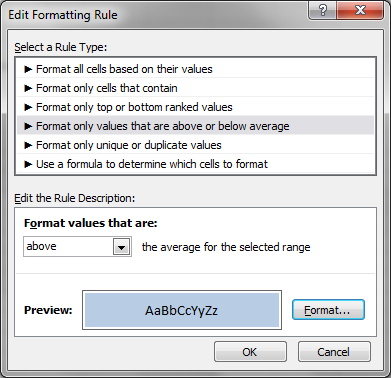 Edit Formatting Rule
Select a Rule Type:
► Format all cells based on their values
► Format only cells that contain
► Format only top or bottom ranked values
► Format only values that are above or below average
► Format only unique or duplicate values
► Use a formula to determine which cells to format
Edit the Rule Description:
Format values that are:
above the average for the selected range
Preview: AaBbCcYyZz Format...
OK Cancel